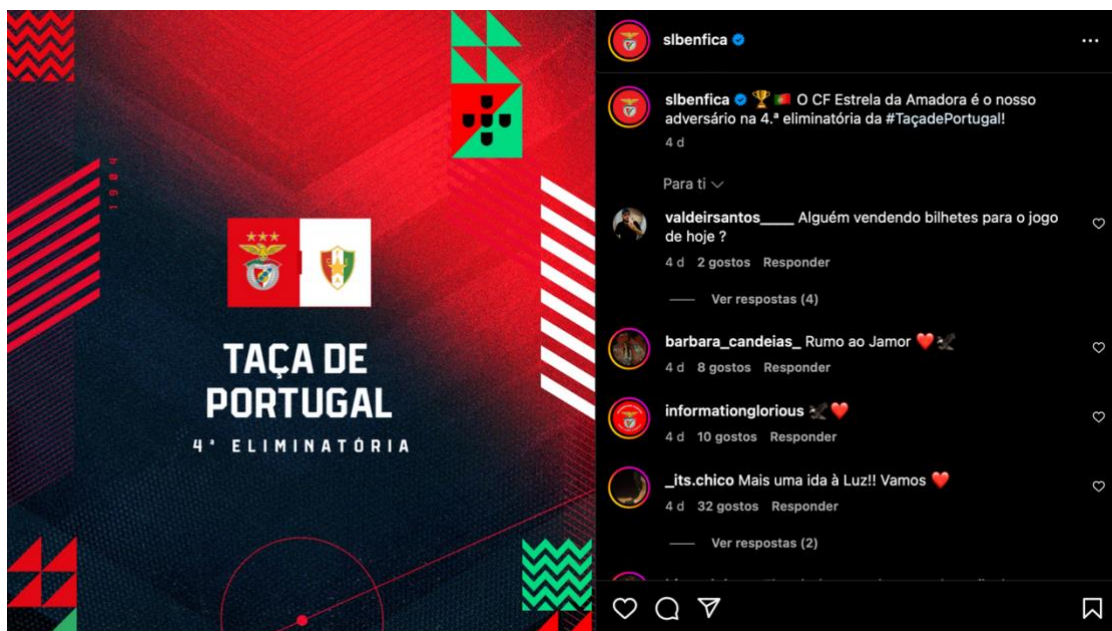 1904
TAÇA DE
PORTUGAL
4ª ELIMINATÓRIA
slbenfica
slbenfica 🏆🇵🇹 O CF Estrela da Amadora é o nosso
adversário na 4.ª eliminatória da #TaçadePortugal!
4 d
Para ti
valdeirsantos____ Alguém vendendo bilhetes para o jogo
de hoje ?
4 d 2 gostos Responder
Ver respostas (4)
barbara_candeias_ Rumo ao Jamor ❤️🦅
4 d 8 gostos Responder
informationglorious 🦅❤️
4 d 10 gostos Responder
_its.chico Mais uma ida à Luz!! Vamos ❤️
4 d 32 gostos Responder
Ver respostas (2)